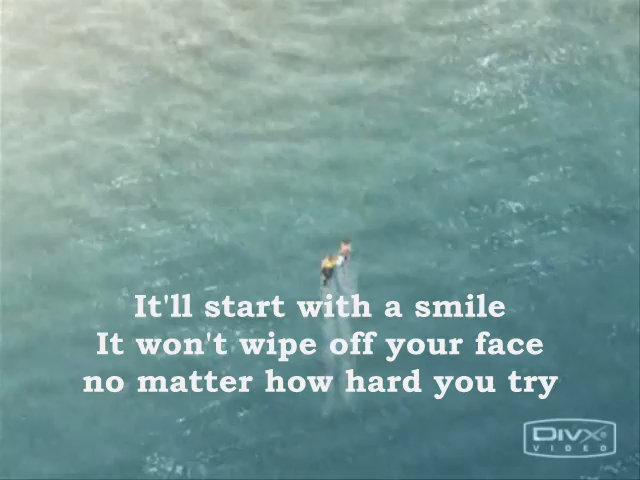 It'll start with a smile
It won't wipe off your face
no matter how hard you try
DIVX
VIDEO